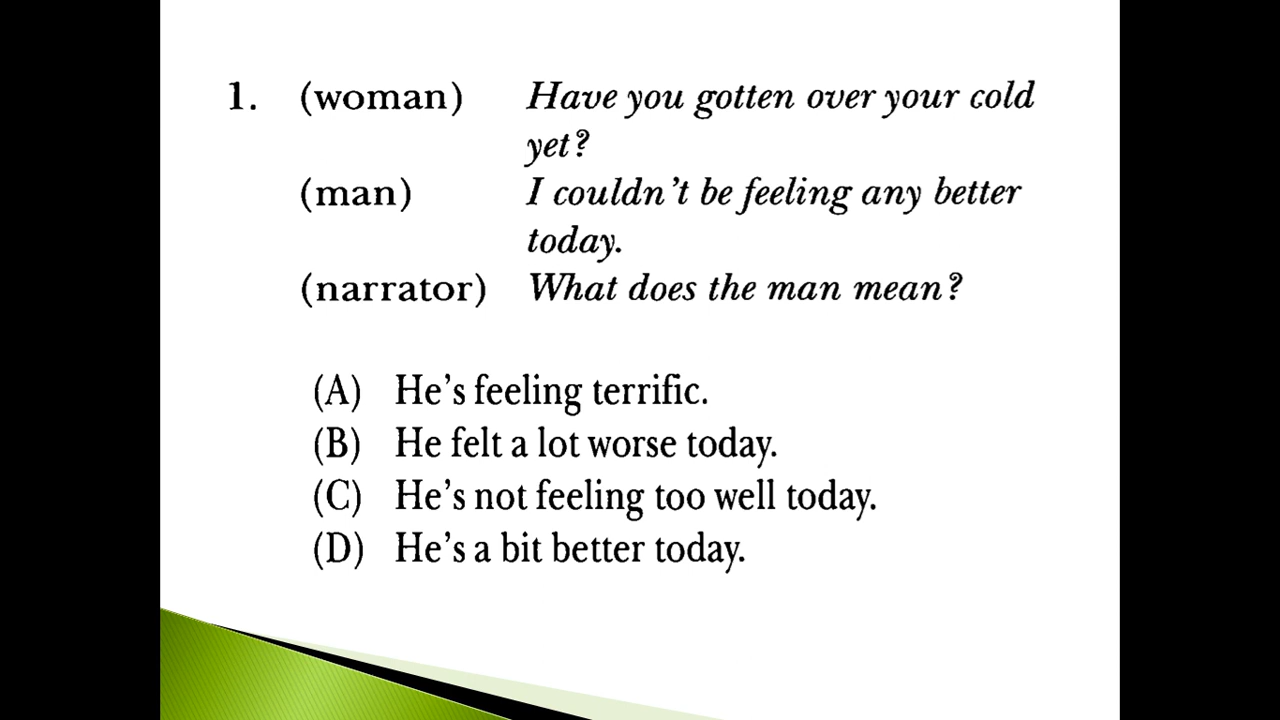 1. (woman) Have you gotten over your cold
yet?
(man) I couldn't be feeling any better
today.
(narrator) What does the man mean?
(A) He's feeling terrific.
(B) He felt a lot worse today.
(C) He's not feeling too well today.
(D) He's a bit better today.